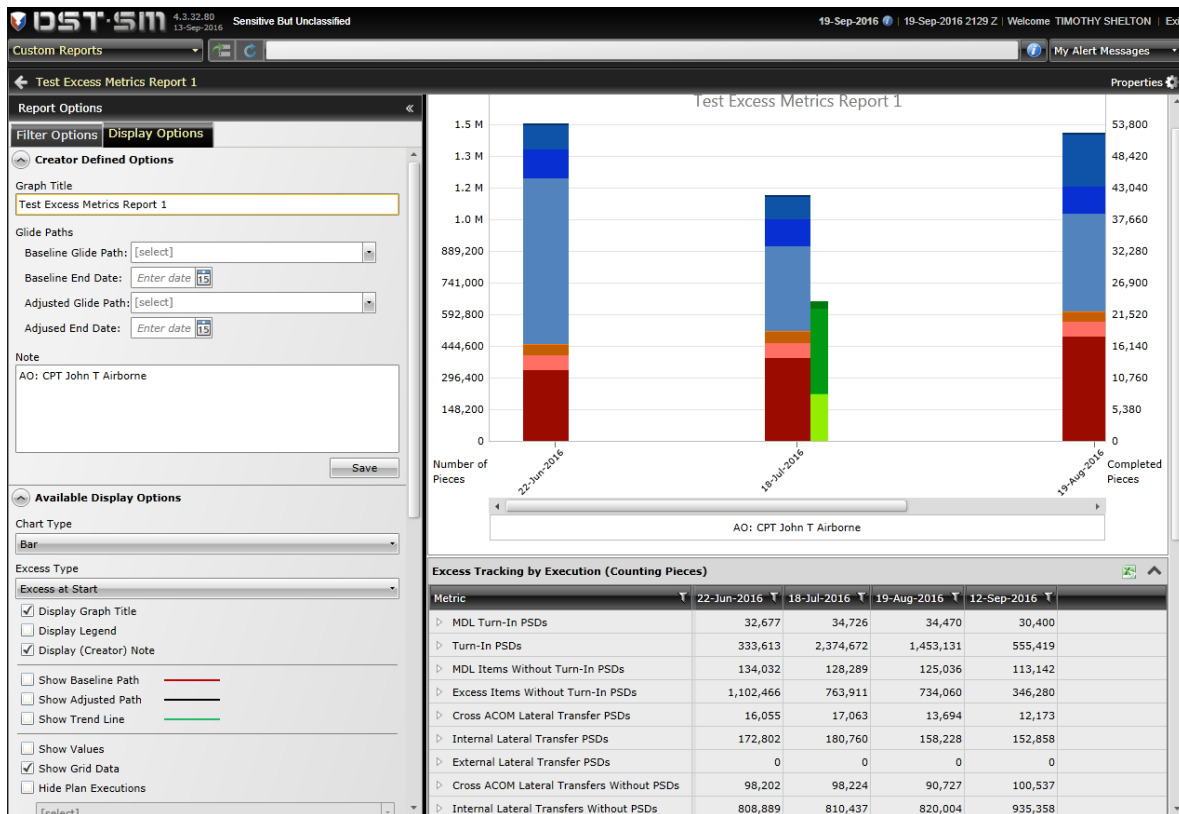 DST-SM 4.3.32.80 Sensitive But Unclassified 19-Sep-2016 | 19-Sep-2016 2129 Z | Welcome TIMOTHY SHELTON | Exi
13-Sep-2016
Custom Reports My Alert Messages
Test Excess Metrics Report 1 Properties
Report Options «
Filter Options Display Options
Creator Defined Options
Graph Title
Test Excess Metrics Report 1
Glide Paths
Baseline Glide Path: [select]
Baseline End Date: Enter date 15
Adjusted Glide Path: [select]
Adjused End Date: Enter date 15
Note
AO: CPT John T Airborne
Save
Available Display Options
Chart Type
Bar
Excess Type
Excess at Start
Display Graph Title
Display Legend
Display (Creator) Note
Show Baseline Path
Show Adjusted Path
Show Trend Line
Show Values
Show Grid Data
Hide Plan Executions
[select]
Test Excess Metrics Report 1
1.5 M 53,800
1.3 M 48,420
1.2 M 43,040
1.0 M 37,660
889,200 32,280
741,000 26,900
592,800 21,520
444,600 16,140
296,400 10,760
148,200 5,380
0 0
Number of Pieces 22-Jun-2016 18-Jul-2016 19-Aug-2016 Completed Pieces
AO: CPT John T Airborne
Excess Tracking by Execution (Counting Pieces)
Metric 22-Jun-2016 18-Jul-2016 19-Aug-2016 12-Sep-2016
MDL Turn-In PSDs 32,677 34,726 34,470 30,400
Turn-In PSDs 333,613 2,374,672 1,453,131 555,419
MDL Items Without Turn-In PSDs 134,032 128,289 125,036 113,142
Excess Items Without Turn-In PSDs 1,102,466 763,911 734,060 346,280
Cross ACOM Lateral Transfer PSDs 16,055 17,063 13,694 12,173
Internal Lateral Transfer PSDs 172,802 180,760 158,228 152,858
External Lateral Transfer PSDs 0 0 0 0
Cross ACOM Lateral Transfers Without PSDs 98,202 98,224 90,727 100,537
Internal Lateral Transfers Without PSDs 808,889 810,437 820,004 935,358